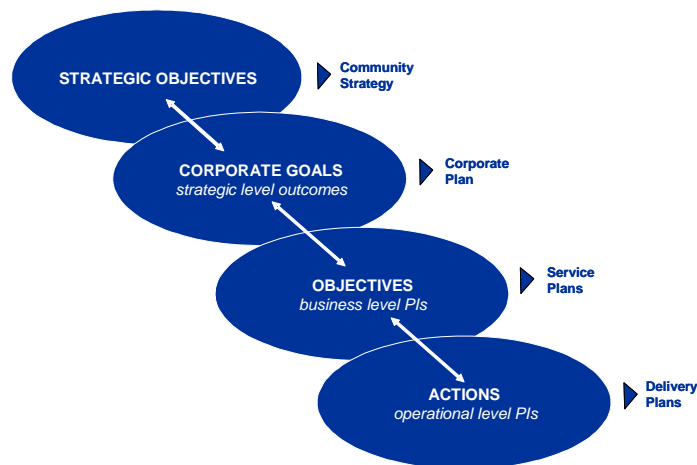 STRATEGIC OBJECTIVES
Community
Strategy
CORPORATE GOALS
strategic level outcomes
Corporate
Plan
OBJECTIVES
business level PIs
Service
Plans
ACTIONS
operational level PIs
Delivery
Plans